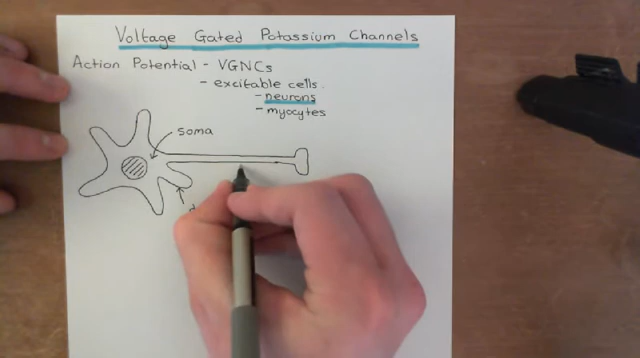 Voltage Gated Potassium Channels
Action Potential - VGNCs
- excitable cells.
- neurons
- myocytes
soma